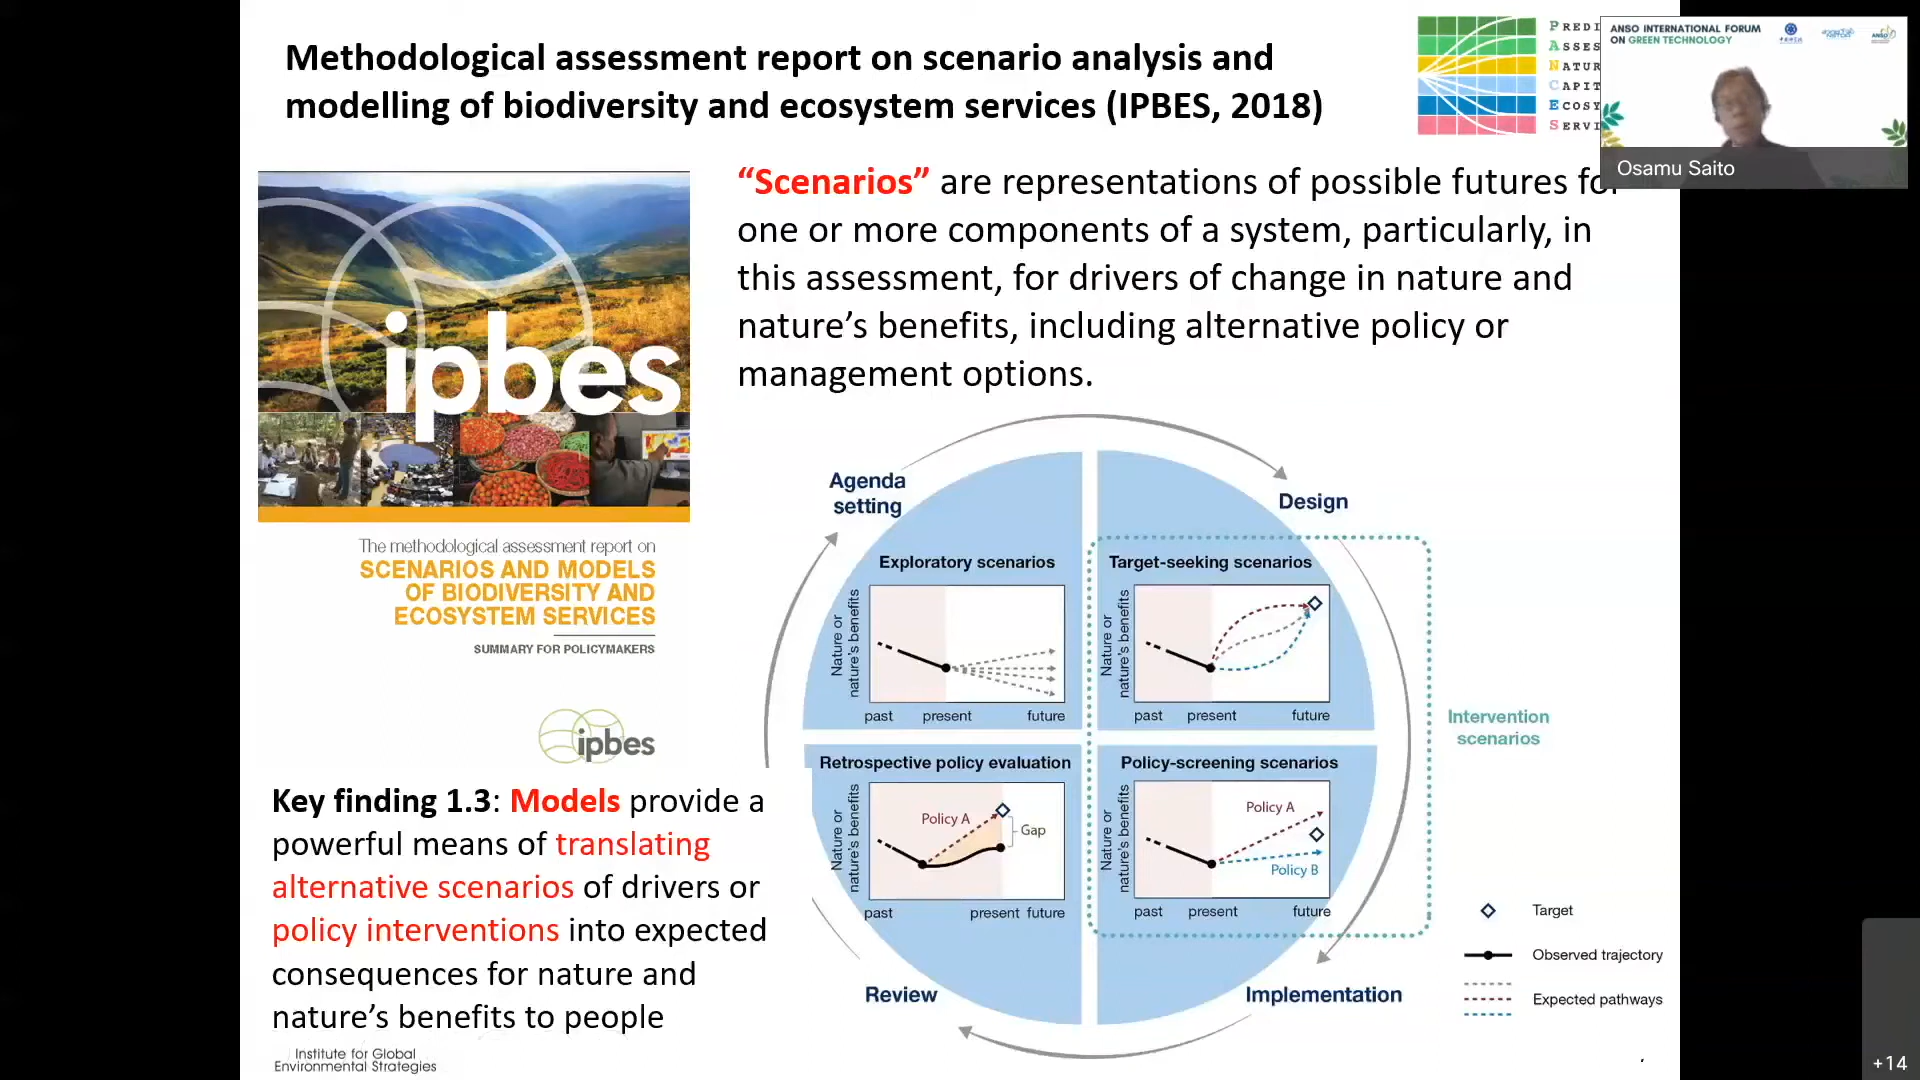 Methodological assessment report on scenario analysis and
modelling of biodiversity and ecosystem services (IPBES, 2018)
PREDI
ASSES
NATUR
CAPIT
ECOSY
SERVI
ANSO INTERNATIONAL FORUM
ON GREEN TECHNOLOGY
Osamu Saito
“Scenarios” are representations of possible futures for
one or more components of a system, particularly, in
this assessment, for drivers of change in nature and
nature’s benefits, including alternative policy or
management options.
ipbes
The methodological assessment report on
SCENARIOS AND MODELS
OF BIODIVERSITY AND
ECOSYSTEM SERVICES
SUMMARY FOR POLICYMAKERS
ipbes
Key finding 1.3: Models provide a
powerful means of translating
alternative scenarios of drivers or
policy interventions into expected
consequences for nature and
nature’s benefits to people
Institute for Global
Environmental Strategies
Agenda
setting
Design
Exploratory scenarios
Nature or
nature’s benefits
past present future
Target-seeking scenarios
Nature or
nature’s benefits
past present future
Intervention
scenarios
Retrospective policy evaluation
Nature or
nature’s benefits
Policy A
Gap
past present future
Policy-screening scenarios
Nature or
nature’s benefits
Policy A
Policy B
past present future
Review
Implementation
Target
Observed trajectory
Expected pathways
+14